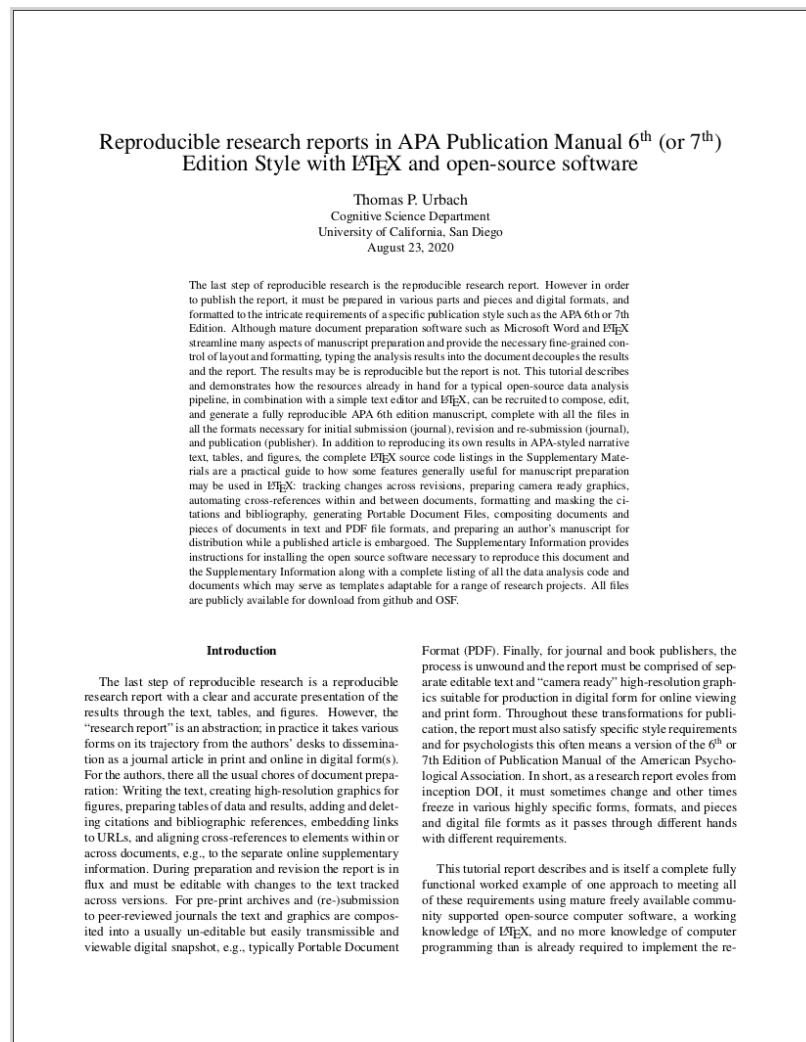 Reproducible research reports in APA Publication Manual 6th (or 7th)
Edition Style with LATEX and open-source software
Thomas P. Urbach
Cognitive Science Department
University of California, San Diego
August 23, 2020
The last step of reproducible research is the reproducible research report. However in order
to publish the report, it must be prepared in various parts and pieces and digital formats, and
formatted to the intricate requirements of a specific publication style such as the APA 6th or 7th
Edition. Although mature document preparation software such as Microsoft Word and LATEX
streamline many aspects of manuscript preparation and provide the necessary fine-grained con-
trol of layout and formatting, typing the analysis results into the document decouples the results
and the report. The results may be is reproducible but the report is not. This tutorial describes
and demonstrates how the resources already in hand for a typical open-source data analysis
pipeline, in combination with a simple text editor and LATEX, can be recruited to compose, edit,
and generate a fully reproducible APA 6th edition manuscript, complete with all the files in
all the formats necessary for initial submission (journal), revision and re-submission (journal),
and publication (publisher). In addition to reproducing its own results in APA-styled narrative
text, tables, and figures, the complete LATEX source code listings in the Supplementary Mate-
rials are a practical guide to how some features generally useful for manuscript preparation
may be used in LATEX: tracking changes across revisions, preparing camera ready graphics,
automating cross-references within and between documents, formatting and masking the ci-
tations and bibliography, generating Portable Document Files, compositing documents and
pieces of documents in text and PDF file formats, and preparing an author's manuscript for
distribution while a published article is embargoed. The Supplementary Information provides
instructions for installing the open source software necessary to reproduce this document and
the Supplementary Information along with a complete listing of all the data analysis code and
documents which may serve as templates adaptable for a range of research projects. All files
are publicly available for download from github and OSF.
Introduction
The last step of reproducible research is a reproducible
research report with a clear and accurate presentation of the
results through the text, tables, and figures. However, the
“research report” is an abstraction; in practice it takes various
forms on its trajectory from the authors' desks to dissemina-
tion as a journal article in print and online in digital form(s).
For the authors, there all the usual chores of document prepa-
ration: Writing the text, creating high-resolution graphics for
figures, preparing tables of data and results, adding and delet-
ing citations and bibliographic references, embedding links
to URLs, and aligning cross-references to elements within or
across documents, e.g., to the separate online supplementary
information. During preparation and revision the report is in
flux and must be editable with changes to the text tracked
across versions. For pre-print archives and (re-)submission
to peer-reviewed journals the text and graphics are compos-
ited into a usually un-editable but easily transmissible and
viewable digital snapshot, e.g., typically Portable Document
Format (PDF). Finally, for journal and book publishers, the
process is unwound and the report must be comprised of sep-
arate editable text and “camera ready” high-resolution graph-
ics suitable for production in digital form for online viewing
and print form. Throughout these transformations for publi-
cation, the report must also satisfy specific style requirements
and for psychologists this often means a version of the 6th or
7th Edition of Publication Manual of the American Psycho-
logical Association. In short, as a research report evoles from
inception DOI, it must sometimes change and other times
freeze in various highly specific forms, formats, and pieces
and digital file formts as it passes through different hands
with different requirements.
This tutorial report describes and is itself a complete fully
functional worked example of one approach to meeting all
of these requirements using mature freely available commu-
nity supported open-source computer software, a working
knowledge of LATEX, and no more knowledge of computer
programming than is already required to implement the re-